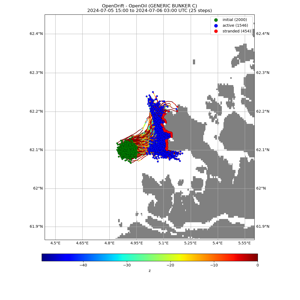 OpenDrift - OpenOil (GENERIC BUNKER C)
2024-07-05 15:00 to 2024-07-06 03:00 UTC (25 steps)
initial (2000)
active (1546)
stranded (454)
62.4°N
62.4°N
62.3°N
62.3°N
62.2°N
62.2°N
62.1°N
62.1°N
62°N
62°N
61.9°N
61.9°N
4.5°E
4.65°E
4.8°E
4.95°E
5.1°E
5.25°E
5.4°E
5.55°E
−40
−30
−20
−10
0
z